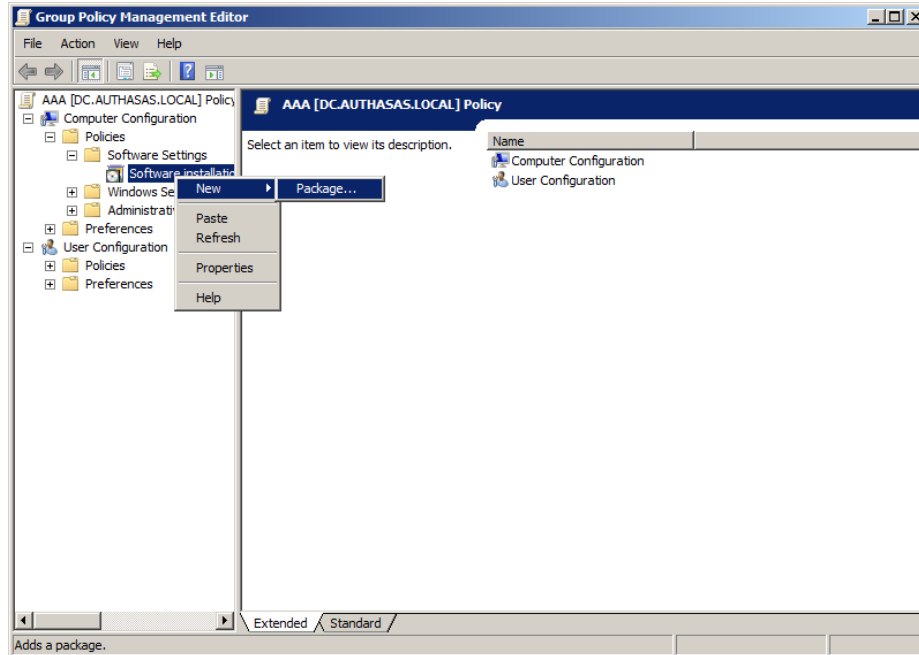 Group Policy Management Editor
File Action View Help
AAA [DC.AUTHASAS.LOCAL] Policy
Computer Configuration
Policies
Software Settings
Software installatio
Windows Se
Administrati
Preferences
User Configuration
Policies
Preferences
New
Paste
Refresh
Properties
Help
Package...
AAA [DC.AUTHASAS.LOCAL] Policy
Select an item to view its description.
Name
Computer Configuration
User Configuration
Extended Standard
Adds a package.